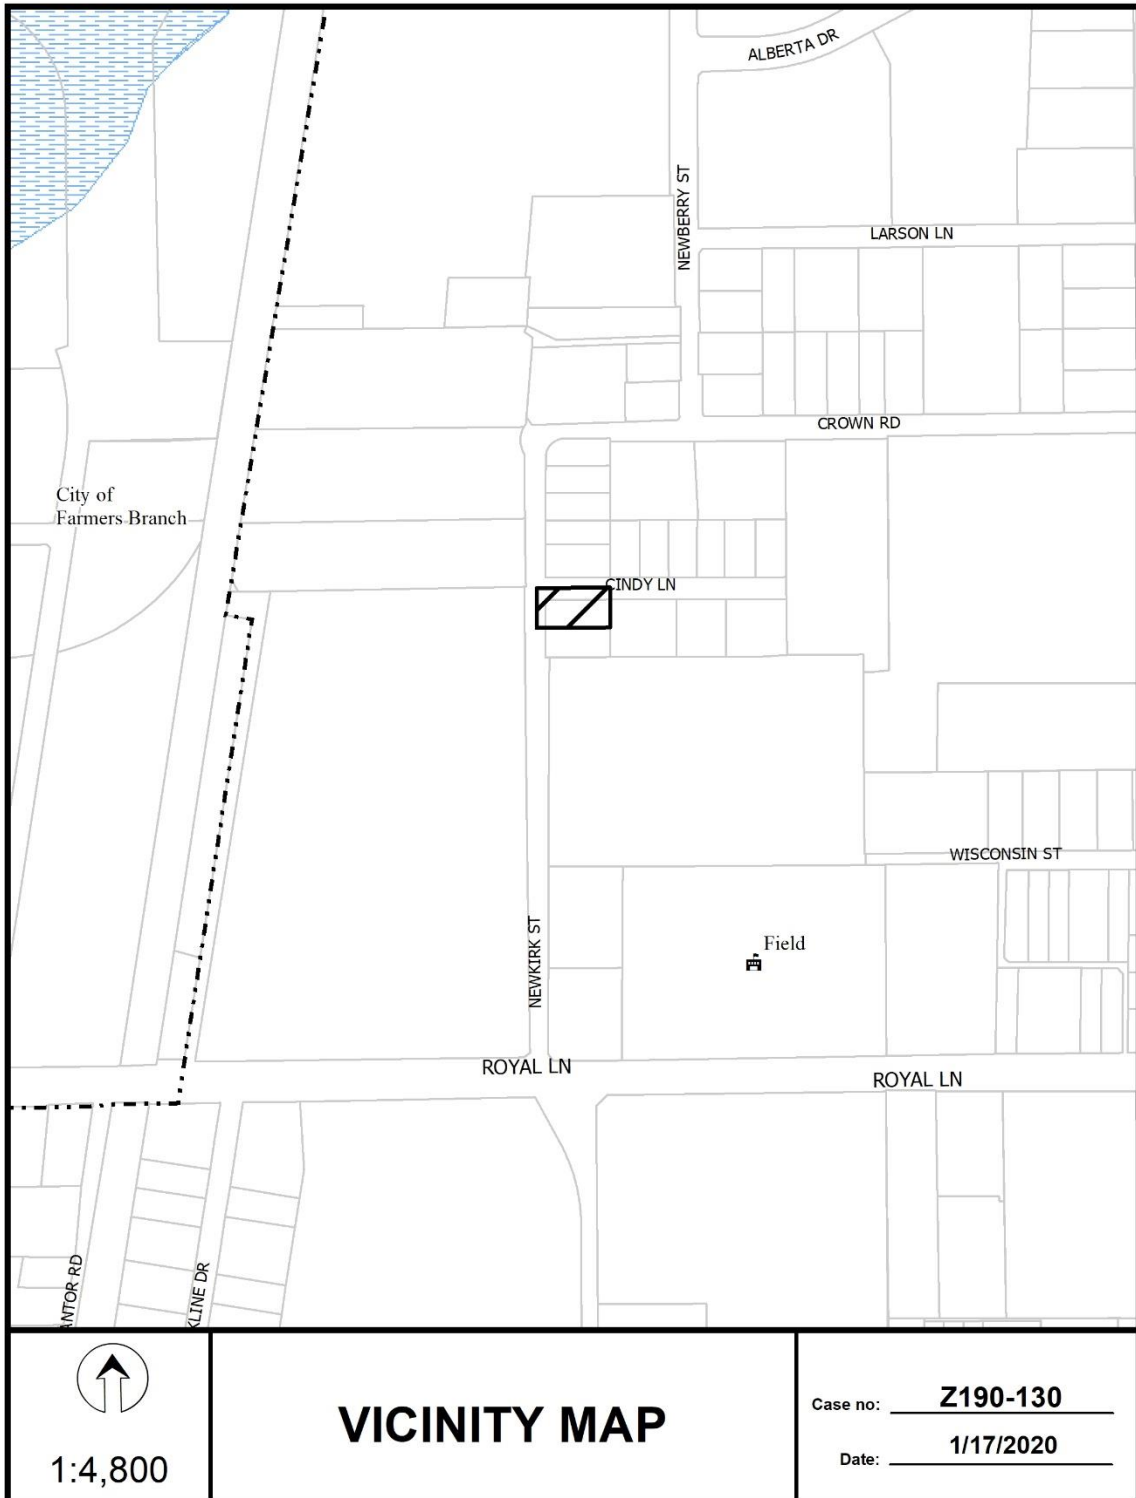 ALBERTA DR
NEWBERRY ST
LARSON LN
CROWN RD
City of
Farmers Branch
CINDY LN
WISCONSIN ST
Field
NEWKIRK ST
ROYAL LN
ROYAL LN
ANTOR RD
KLINE DR
1:4,800
VICINITY MAP
Case no: Z190-130
Date: 1/17/2020